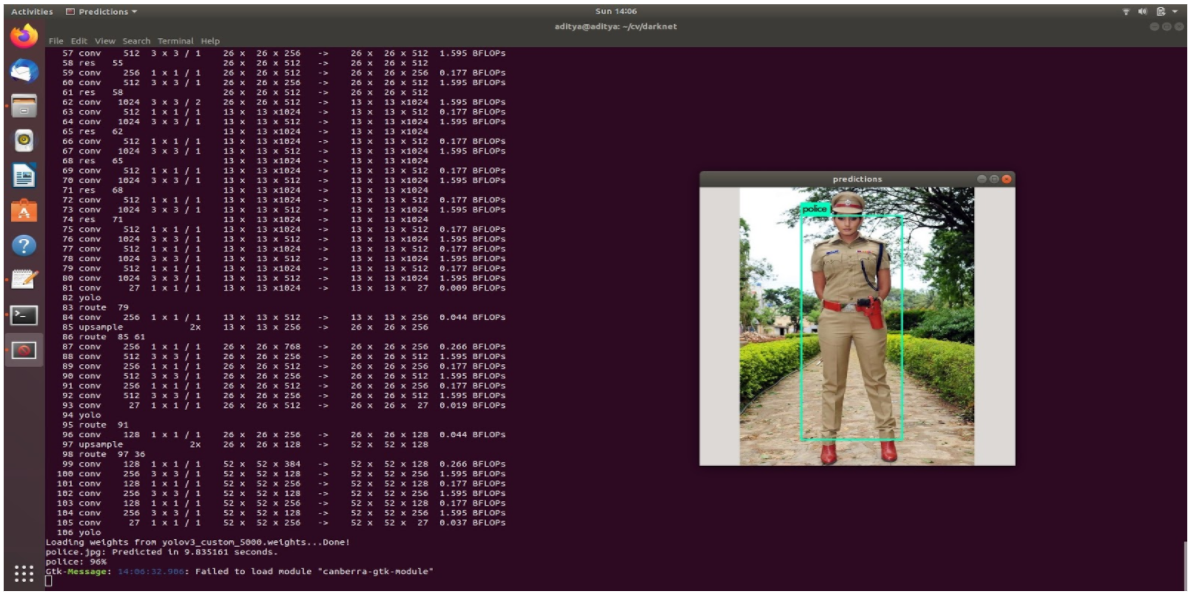 Activities Predictions Sun 14:06
aditya@aditya: ~/cv/darknet
File Edit View Search Terminal Help
57 conv 512 3 x 3 / 1 26 x 26 x 256 -> 26 x 26 x 512 1.595 BFLOPs
58 res 55 26 x 26 x 512 -> 26 x 26 x 512
59 conv 256 1 x 1 / 1 26 x 26 x 512 -> 26 x 26 x 256 0.177 BFLOPs
60 conv 512 3 x 3 / 1 26 x 26 x 256 -> 26 x 26 x 512 1.595 BFLOPs
61 res 58 26 x 26 x 512 -> 26 x 26 x 512
62 conv 1024 3 x 3 / 2 26 x 26 x 512 -> 13 x 13 x1024 1.595 BFLOPs
63 conv 512 1 x 1 / 1 13 x 13 x1024 -> 13 x 13 x 512 0.177 BFLOPs
64 conv 1024 3 x 3 / 1 13 x 13 x 512 -> 13 x 13 x1024 1.595 BFLOPs
65 res 62 13 x 13 x1024 -> 13 x 13 x1024
66 conv 512 1 x 1 / 1 13 x 13 x1024 -> 13 x 13 x 512 0.177 BFLOPs
67 conv 1024 3 x 3 / 1 13 x 13 x 512 -> 13 x 13 x1024 1.595 BFLOPs
68 res 65 13 x 13 x1024 -> 13 x 13 x1024
69 conv 512 1 x 1 / 1 13 x 13 x1024 -> 13 x 13 x 512 0.177 BFLOPs
70 conv 1024 3 x 3 / 1 13 x 13 x 512 -> 13 x 13 x1024 1.595 BFLOPs
71 res 68 13 x 13 x1024 -> 13 x 13 x1024
72 conv 512 1 x 1 / 1 13 x 13 x1024 -> 13 x 13 x 512 0.177 BFLOPs
73 conv 1024 3 x 3 / 1 13 x 13 x 512 -> 13 x 13 x1024 1.595 BFLOPs
74 res 71 13 x 13 x1024 -> 13 x 13 x1024
75 conv 512 1 x 1 / 1 13 x 13 x1024 -> 13 x 13 x 512 0.177 BFLOPs
76 conv 1024 3 x 3 / 1 13 x 13 x 512 -> 13 x 13 x1024 1.595 BFLOPs
77 conv 512 1 x 1 / 1 13 x 13 x1024 -> 13 x 13 x 512 0.177 BFLOPs
78 conv 1024 3 x 3 / 1 13 x 13 x 512 -> 13 x 13 x1024 1.595 BFLOPs
79 conv 512 1 x 1 / 1 13 x 13 x1024 -> 13 x 13 x 512 0.177 BFLOPs
80 conv 1024 3 x 3 / 1 13 x 13 x 512 -> 13 x 13 x1024 1.595 BFLOPs
81 conv 27 1 x 1 / 1 13 x 13 x1024 -> 13 x 13 x 27 0.009 BFLOPs
82 yolo
83 route 79
84 conv 256 1 x 1 / 1 13 x 13 x 512 -> 13 x 13 x 256 0.044 BFLOPs
85 upsample 2x 13 x 13 x 256 -> 26 x 26 x 256
86 route 85 61
87 conv 256 1 x 1 / 1 26 x 26 x 768 -> 26 x 26 x 256 0.266 BFLOPs
88 conv 512 3 x 3 / 1 26 x 26 x 256 -> 26 x 26 x 512 1.595 BFLOPs
89 conv 256 1 x 1 / 1 26 x 26 x 512 -> 26 x 26 x 256 0.177 BFLOPs
90 conv 512 3 x 3 / 1 26 x 26 x 256 -> 26 x 26 x 512 1.595 BFLOPs
91 conv 256 1 x 1 / 1 26 x 26 x 512 -> 26 x 26 x 256 0.177 BFLOPs
92 conv 512 3 x 3 / 1 26 x 26 x 256 -> 26 x 26 x 512 1.595 BFLOPs
93 conv 27 1 x 1 / 1 26 x 26 x 512 -> 26 x 26 x 27 0.019 BFLOPs
94 yolo
95 route 91
96 conv 128 1 x 1 / 1 26 x 26 x 256 -> 26 x 26 x 128 0.044 BFLOPs
97 upsample 2x 26 x 26 x 128 -> 52 x 52 x 128
98 route 97 36
99 conv 128 1 x 1 / 1 52 x 52 x 384 -> 52 x 52 x 128 0.266 BFLOPs
100 conv 256 3 x 3 / 1 52 x 52 x 128 -> 52 x 52 x 256 1.595 BFLOPs
101 conv 128 1 x 1 / 1 52 x 52 x 256 -> 52 x 52 x 128 0.177 BFLOPs
102 conv 256 3 x 3 / 1 52 x 52 x 128 -> 52 x 52 x 256 1.595 BFLOPs
103 conv 128 1 x 1 / 1 52 x 52 x 256 -> 52 x 52 x 128 0.177 BFLOPs
104 conv 256 3 x 3 / 1 52 x 52 x 128 -> 52 x 52 x 256 1.595 BFLOPs
105 conv 27 1 x 1 / 1 52 x 52 x 256 -> 52 x 52 x 27 0.037 BFLOPs
106 yolo
Loading weights from yolov3_custom_5000.weights...Done!
police.jpg: Predicted in 9.835161 seconds.
police: 96%
Gtk-Message: 14:06:32.986: Failed to load module "canberra-gtk-module"
predictions
police